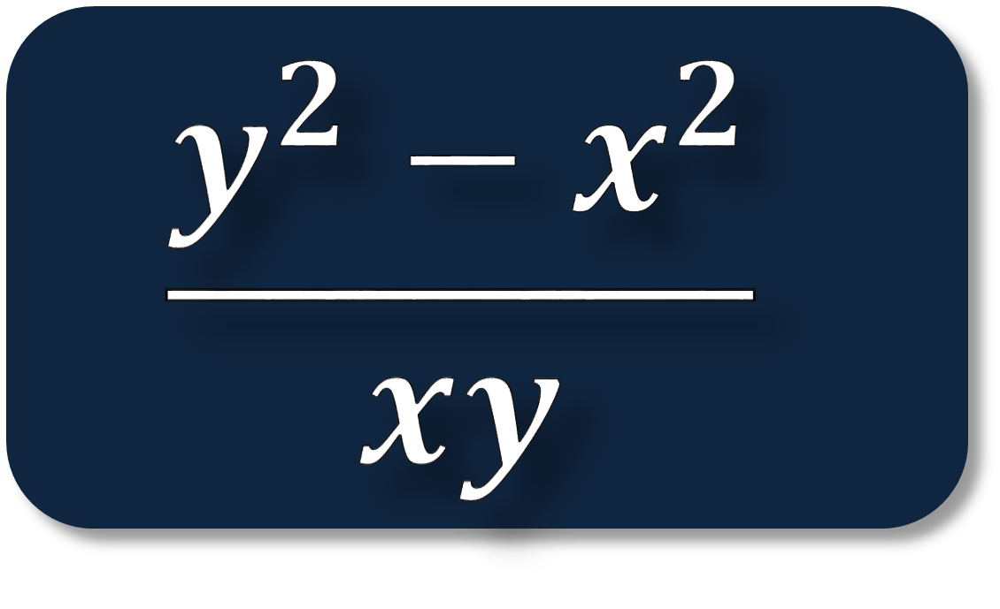 y² − x²
xy